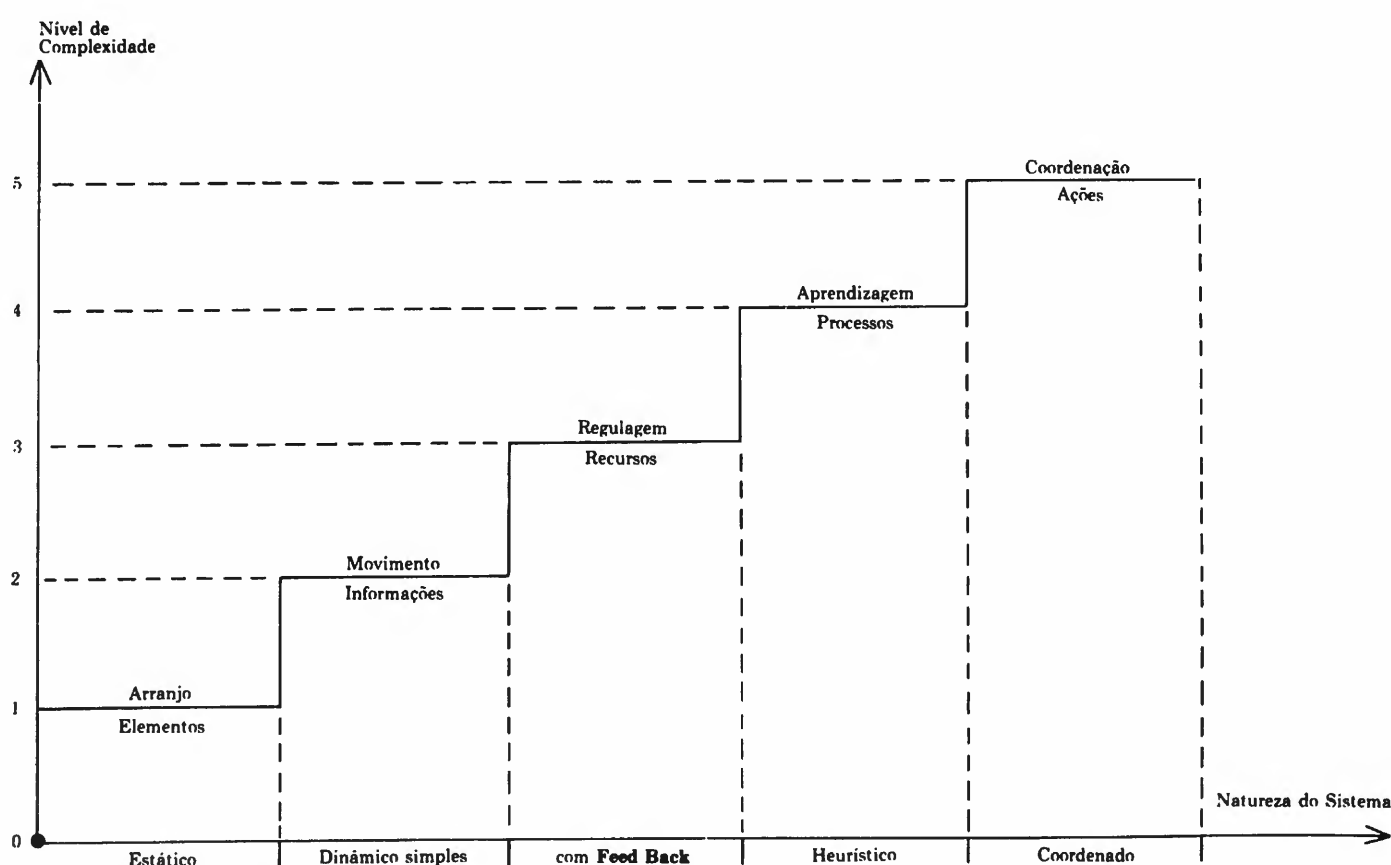 Nível de
Complexidade
5
Coordenação
Ações
4
Aprendizagem
Processos
3
Regulagem
Recursos
2
Movimento
Informações
1
Arranjo
Elementos
Natureza do Sistema
0
Estático
Dinâmico simples
com Feed Back
Heurístico
Coordenado